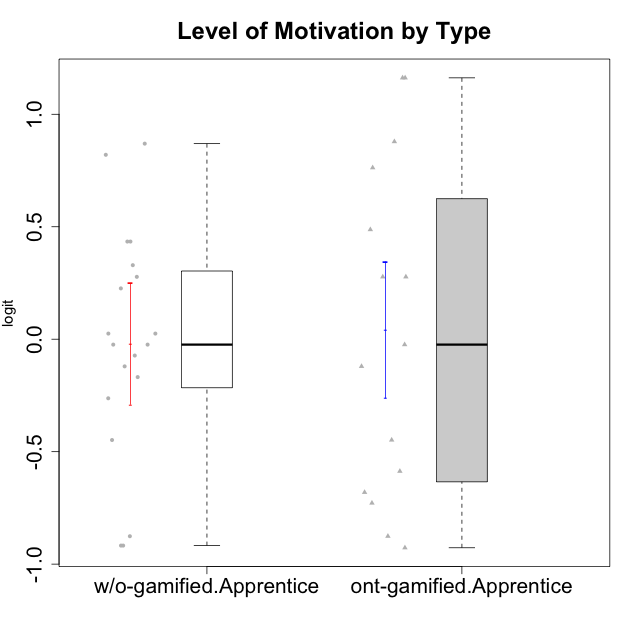 Level of Motivation by Type
logit
1.0
0.5
0.0
-0.5
-1.0
w/o-gamified.Apprentice
ont-gamified.Apprentice